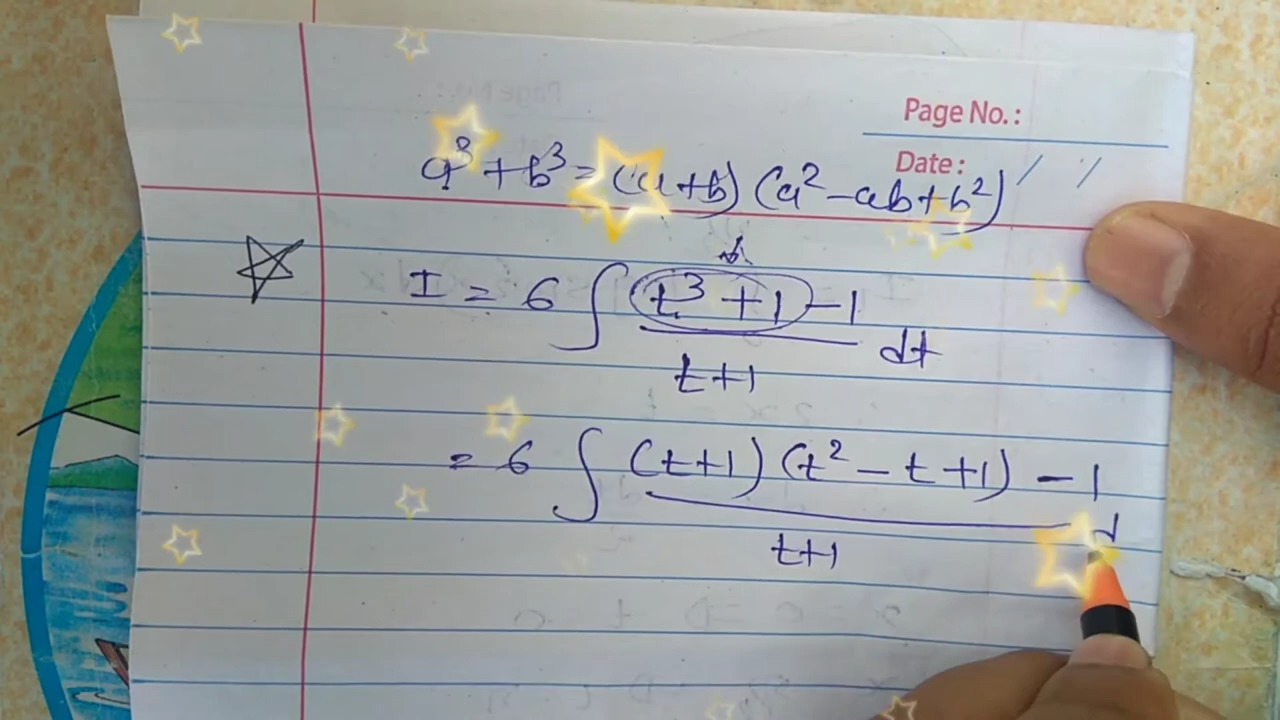 Page No.:
Date: / /
a³+b³=(a+b)(a²-ab+b²)
I = 6 ∫ t³+1-1
t+1 dt
= 6 ∫ (t+1)(t²-t+1)-1
t+1 d